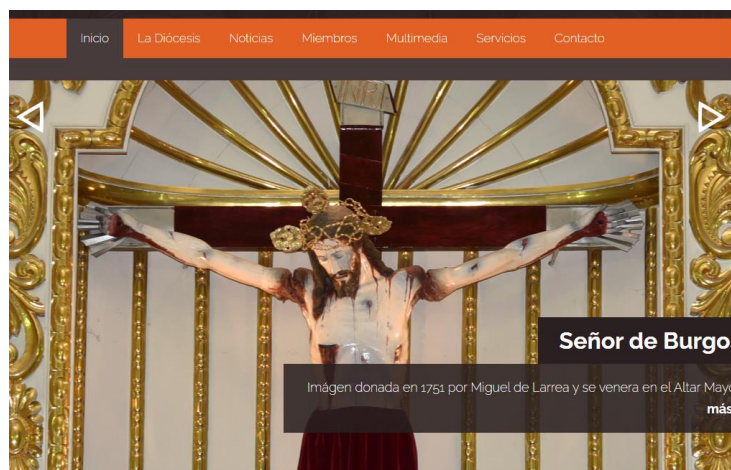 Inicio La Diócesis Noticias Miembros Multimedia Servicios Contacto
Señor de Burgo
Imágen donada en 1751 por Miguel de Larrea y se venera en el Altar Mayo
más